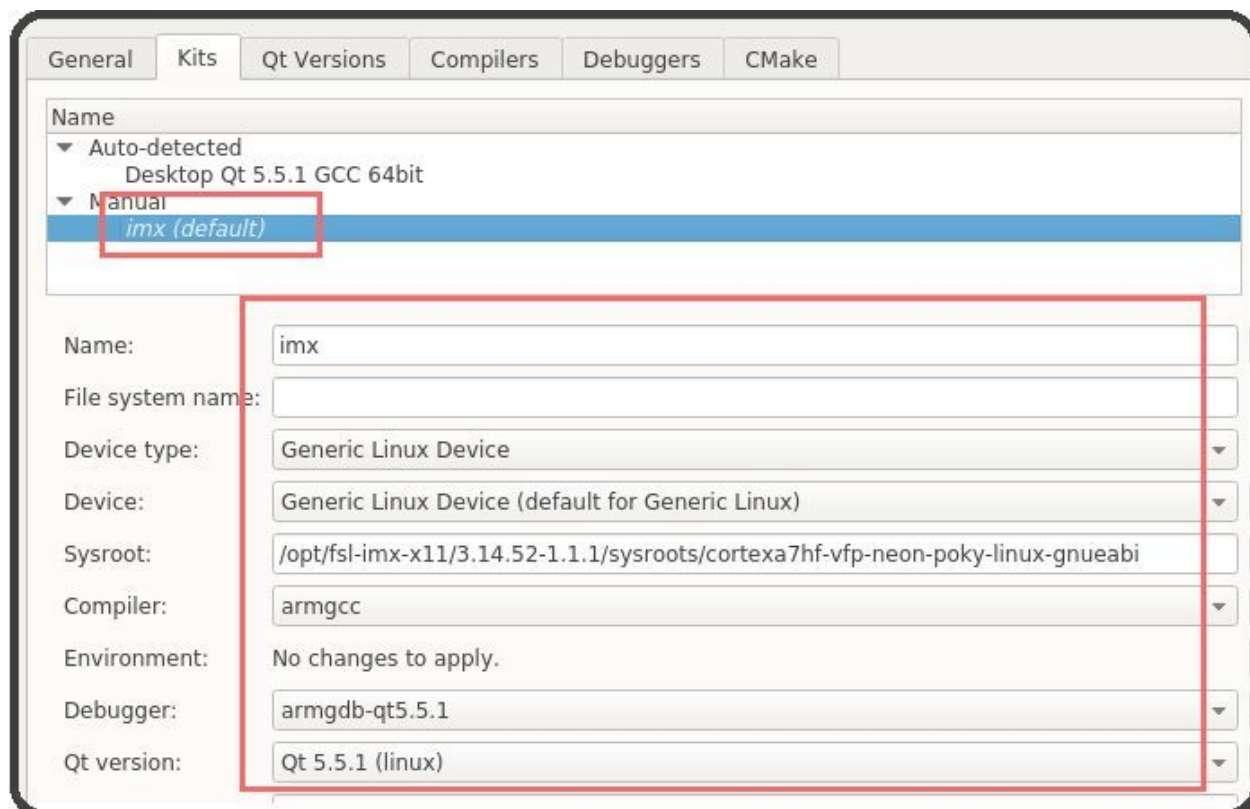 General Kits Qt Versions Compilers Debuggers CMake
Name
Auto-detected
Desktop Qt 5.5.1 GCC 64bit
Manual
imx (default)
Name: imx
File system name:
Device type: Generic Linux Device
Device: Generic Linux Device (default for Generic Linux)
Sysroot: /opt/fsl-imx-x11/3.14.52-1.1.1/sysroots/cortexa7hf-vfp-neon-poky-linux-gnueabi
Compiler: armgcc
Environment: No changes to apply.
Debugger: armgdb-qt5.5.1
Qt version: Qt 5.5.1 (linux)